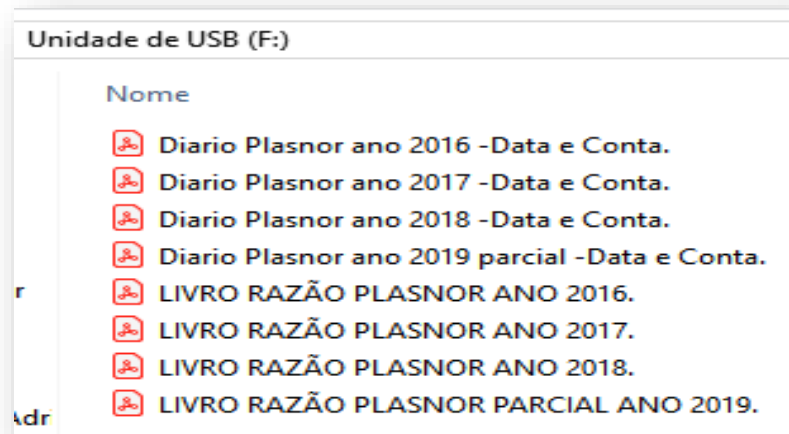 Unidade de USB (F:)
Nome
Diario Plasnor ano 2016 -Data e Conta.
Diario Plasnor ano 2017 -Data e Conta.
Diario Plasnor ano 2018 -Data e Conta.
Diario Plasnor ano 2019 parcial -Data e Conta.
r
LIVRO RAZÃO PLASNOR ANO 2016.
LIVRO RAZÃO PLASNOR ANO 2017.
LIVRO RAZÃO PLASNOR ANO 2018.
LIVRO RAZÃO PLASNOR PARCIAL ANO 2019.
Adri